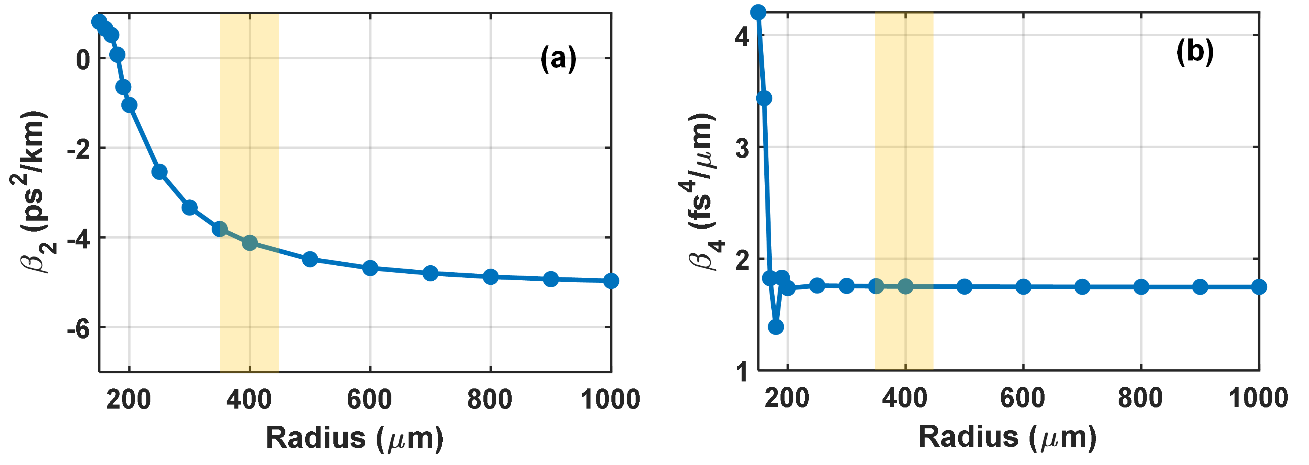 (a)
β₂ (ps²/km)
0
-2
-4
-6
200 400 600 800 1000
Radius (μm)
(b)
β₄ (fs⁴/μm)
4
3
2
1
200 400 600 800 1000
Radius (μm)